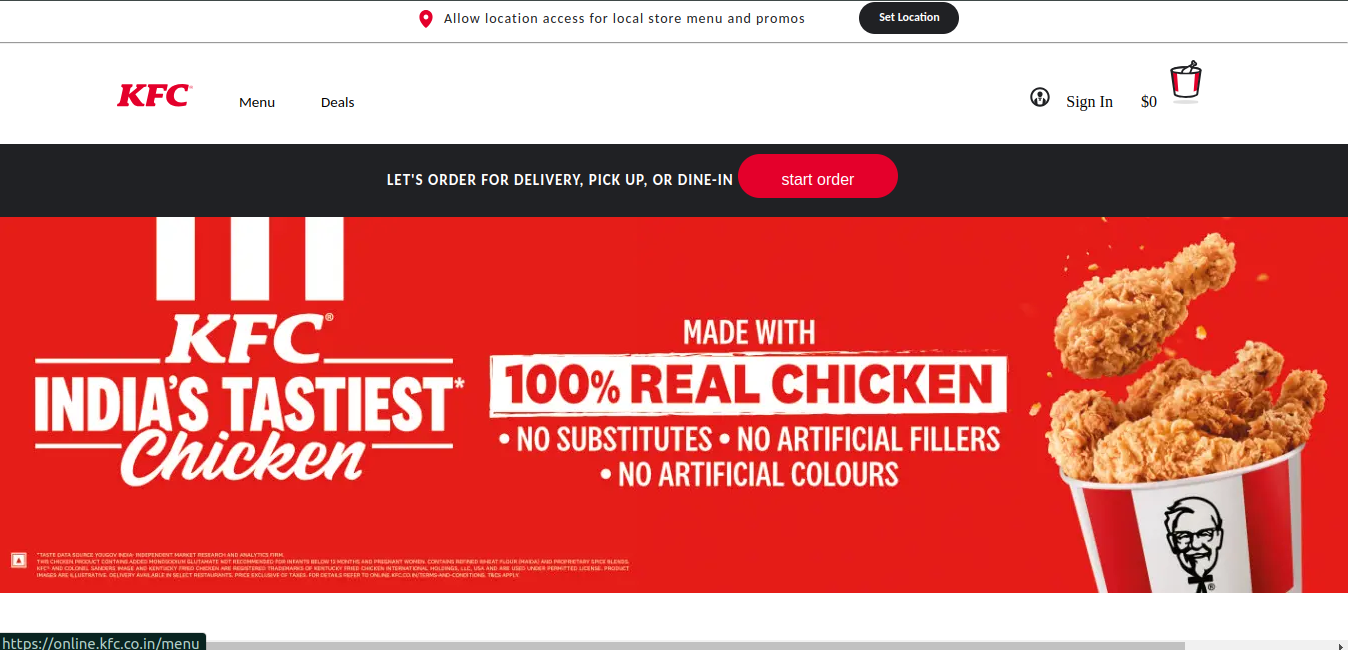 Allow location access for local store menu and promos
Set Location
KFC
Menu
Deals
Sign In
$0
LET'S ORDER FOR DELIVERY, PICK UP, OR DINE-IN
start order
KFC®
INDIA'S TASTIEST*
Chicken
MADE WITH
100% REAL CHICKEN
• NO SUBSTITUTES • NO ARTIFICIAL FILLERS
• NO ARTIFICIAL COLOURS
*TASTE DATA SOURCE YOUGOV INDIA- INDEPENDENT MARKET RESEARCH AND ANALYTICS FIRM.
THIS CHICKEN PRODUCT CONTAINS ADDED MONOSODIUM GLUTAMATE NOT RECOMMENDED FOR INFANTS BELOW 12 MONTHS AND PREGNANT WOMEN. CONTAINS REFINED WHEAT FLOUR (MAIDA) AND PROPRIETARY SPICE BLENDS.
KFC® AND COLONEL SANDERS IMAGE AND KENTUCKY FRIED CHICKEN ARE REGISTERED TRADEMARKS OF KENTUCKY FRIED CHICKEN INTERNATIONAL HOLDINGS, LLC, USA AND ARE USED UNDER PERMITTED LICENSE. PRODUCT
IMAGES ARE ILLUSTRATIVE. DELIVERY AVAILABLE IN SELECT RESTAURANTS. PRICE EXCLUSIVE OF TAXES. FOR DETAILS REFER TO ONLINE.KFC.CO.IN/TERMS-AND-CONDITIONS. T&CS APPLY.
https://online.kfc.co.in/menu